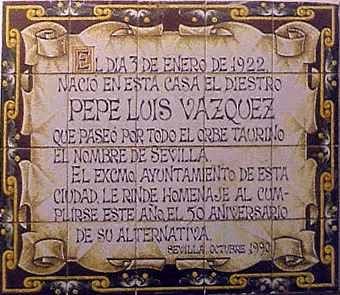 EL DIA 3 DE ENERO DE 1922
NACIÓ EN ESTA CASA EL DIESTRO
PEPE LUIS VAZQUEZ
QUE PASEÓ POR TODO EL ORBE TAURINO
EL NOMBRE DE SEVILLA.
EL EXCMO. AYUNTAMIENTO DE ESTA
CIUDAD, LE RINDE HOMENAJE AL CUM-
PLIRSE ESTE AÑO, EL 50 ANIVERSARIO
DE SU ALTERNATIVA.
SEVILLA, OCTUBRE 1990